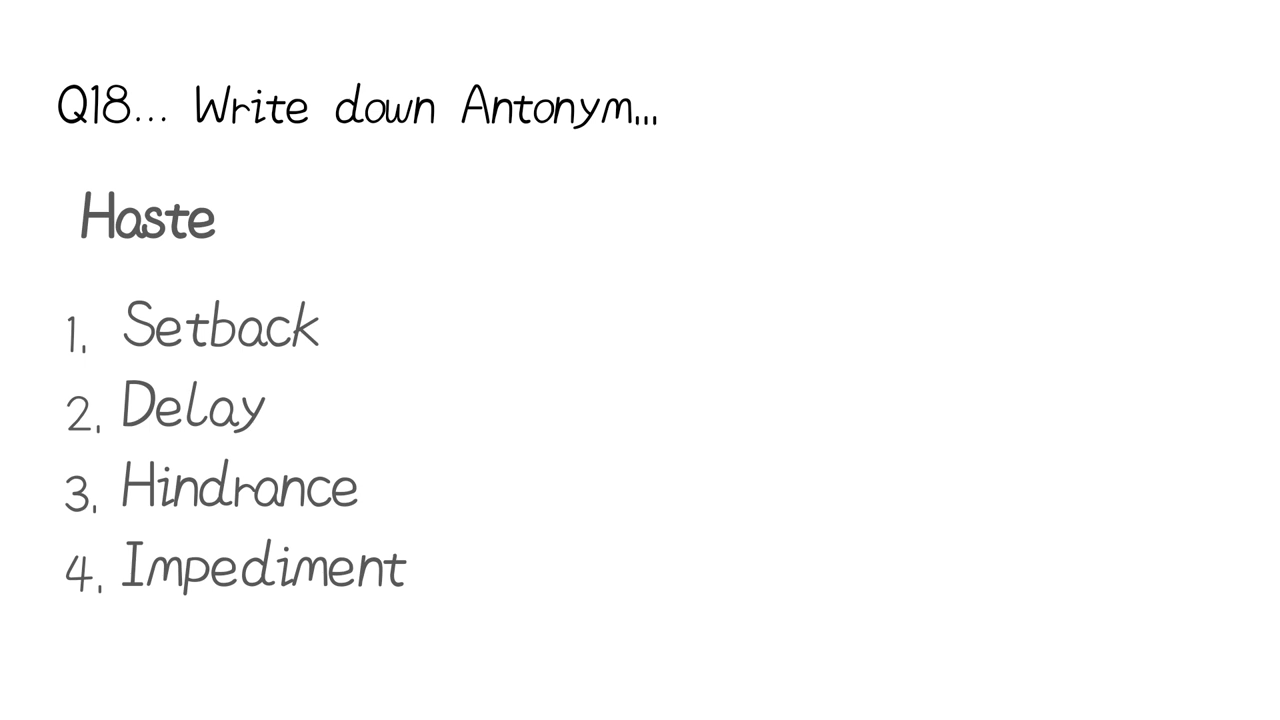 Q18... Write down Antonym...
Haste
1. Setback
2. Delay
3. Hindrance
4. Impediment